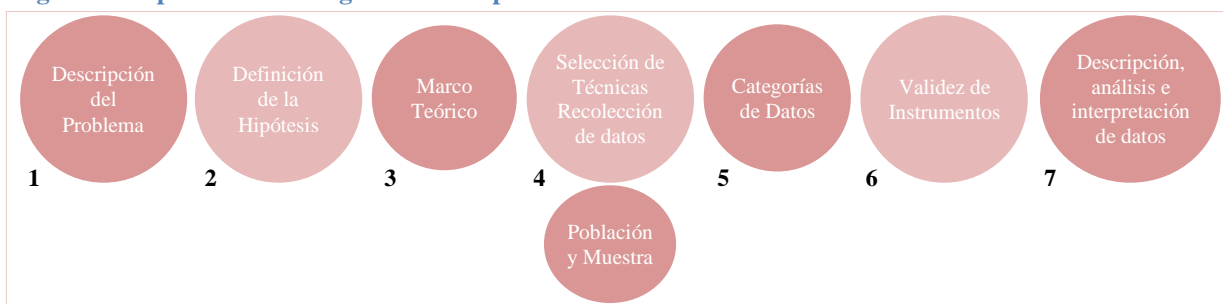 Descripción
del
Problema
1
Definición
de la
Hipótesis
2
Marco
Teórico
3
Selección de
Técnicas
Recolección
de datos
4
Población
y Muestra
Categorías
de Datos
5
Validez de
Instrumentos
6
Descripción,
análisis e
interpretación
de datos
7